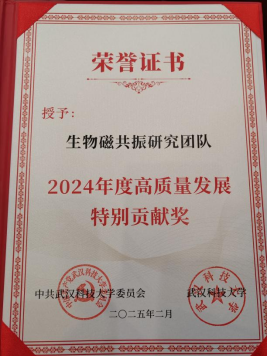 荣誉证书
授予：
生物磁共振研究团队
2024年度高质量发展
特别贡献奖
中共武汉科技大学委员会 武汉科技大学
二〇二五年二月